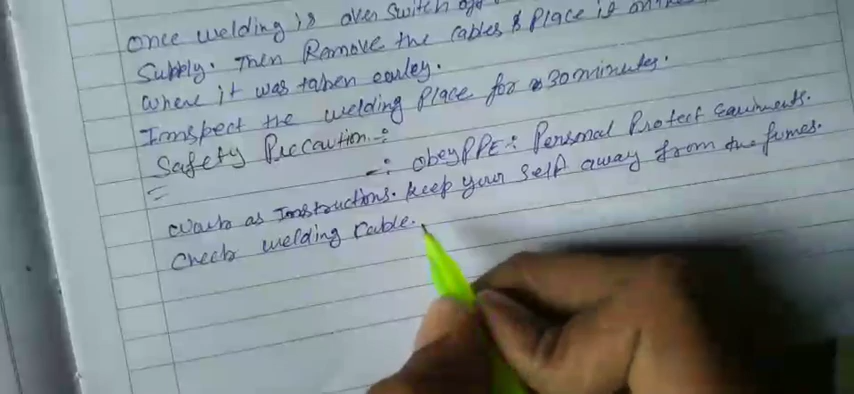 Once welding is over switch off
Supply. Then Remove the cables & Place it on the
where it was taken earley.
Imspect the welding Place for 30 minutes.
Safety Precaution :-
-: obey PPE :- Personal Protect Equiments.
Work as Instructions. keep your self away from the fumes.
Check welding cable.